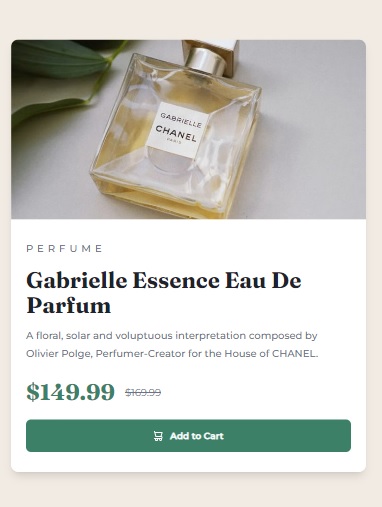 GABRIELLE
CHANEL
PARIS
PERFUME
Gabrielle Essence Eau De
Parfum
A floral, solar and voluptuous interpretation composed by
Olivier Polge, Perfumer-Creator for the House of CHANEL.
$149.99 $169.99
Add to Cart